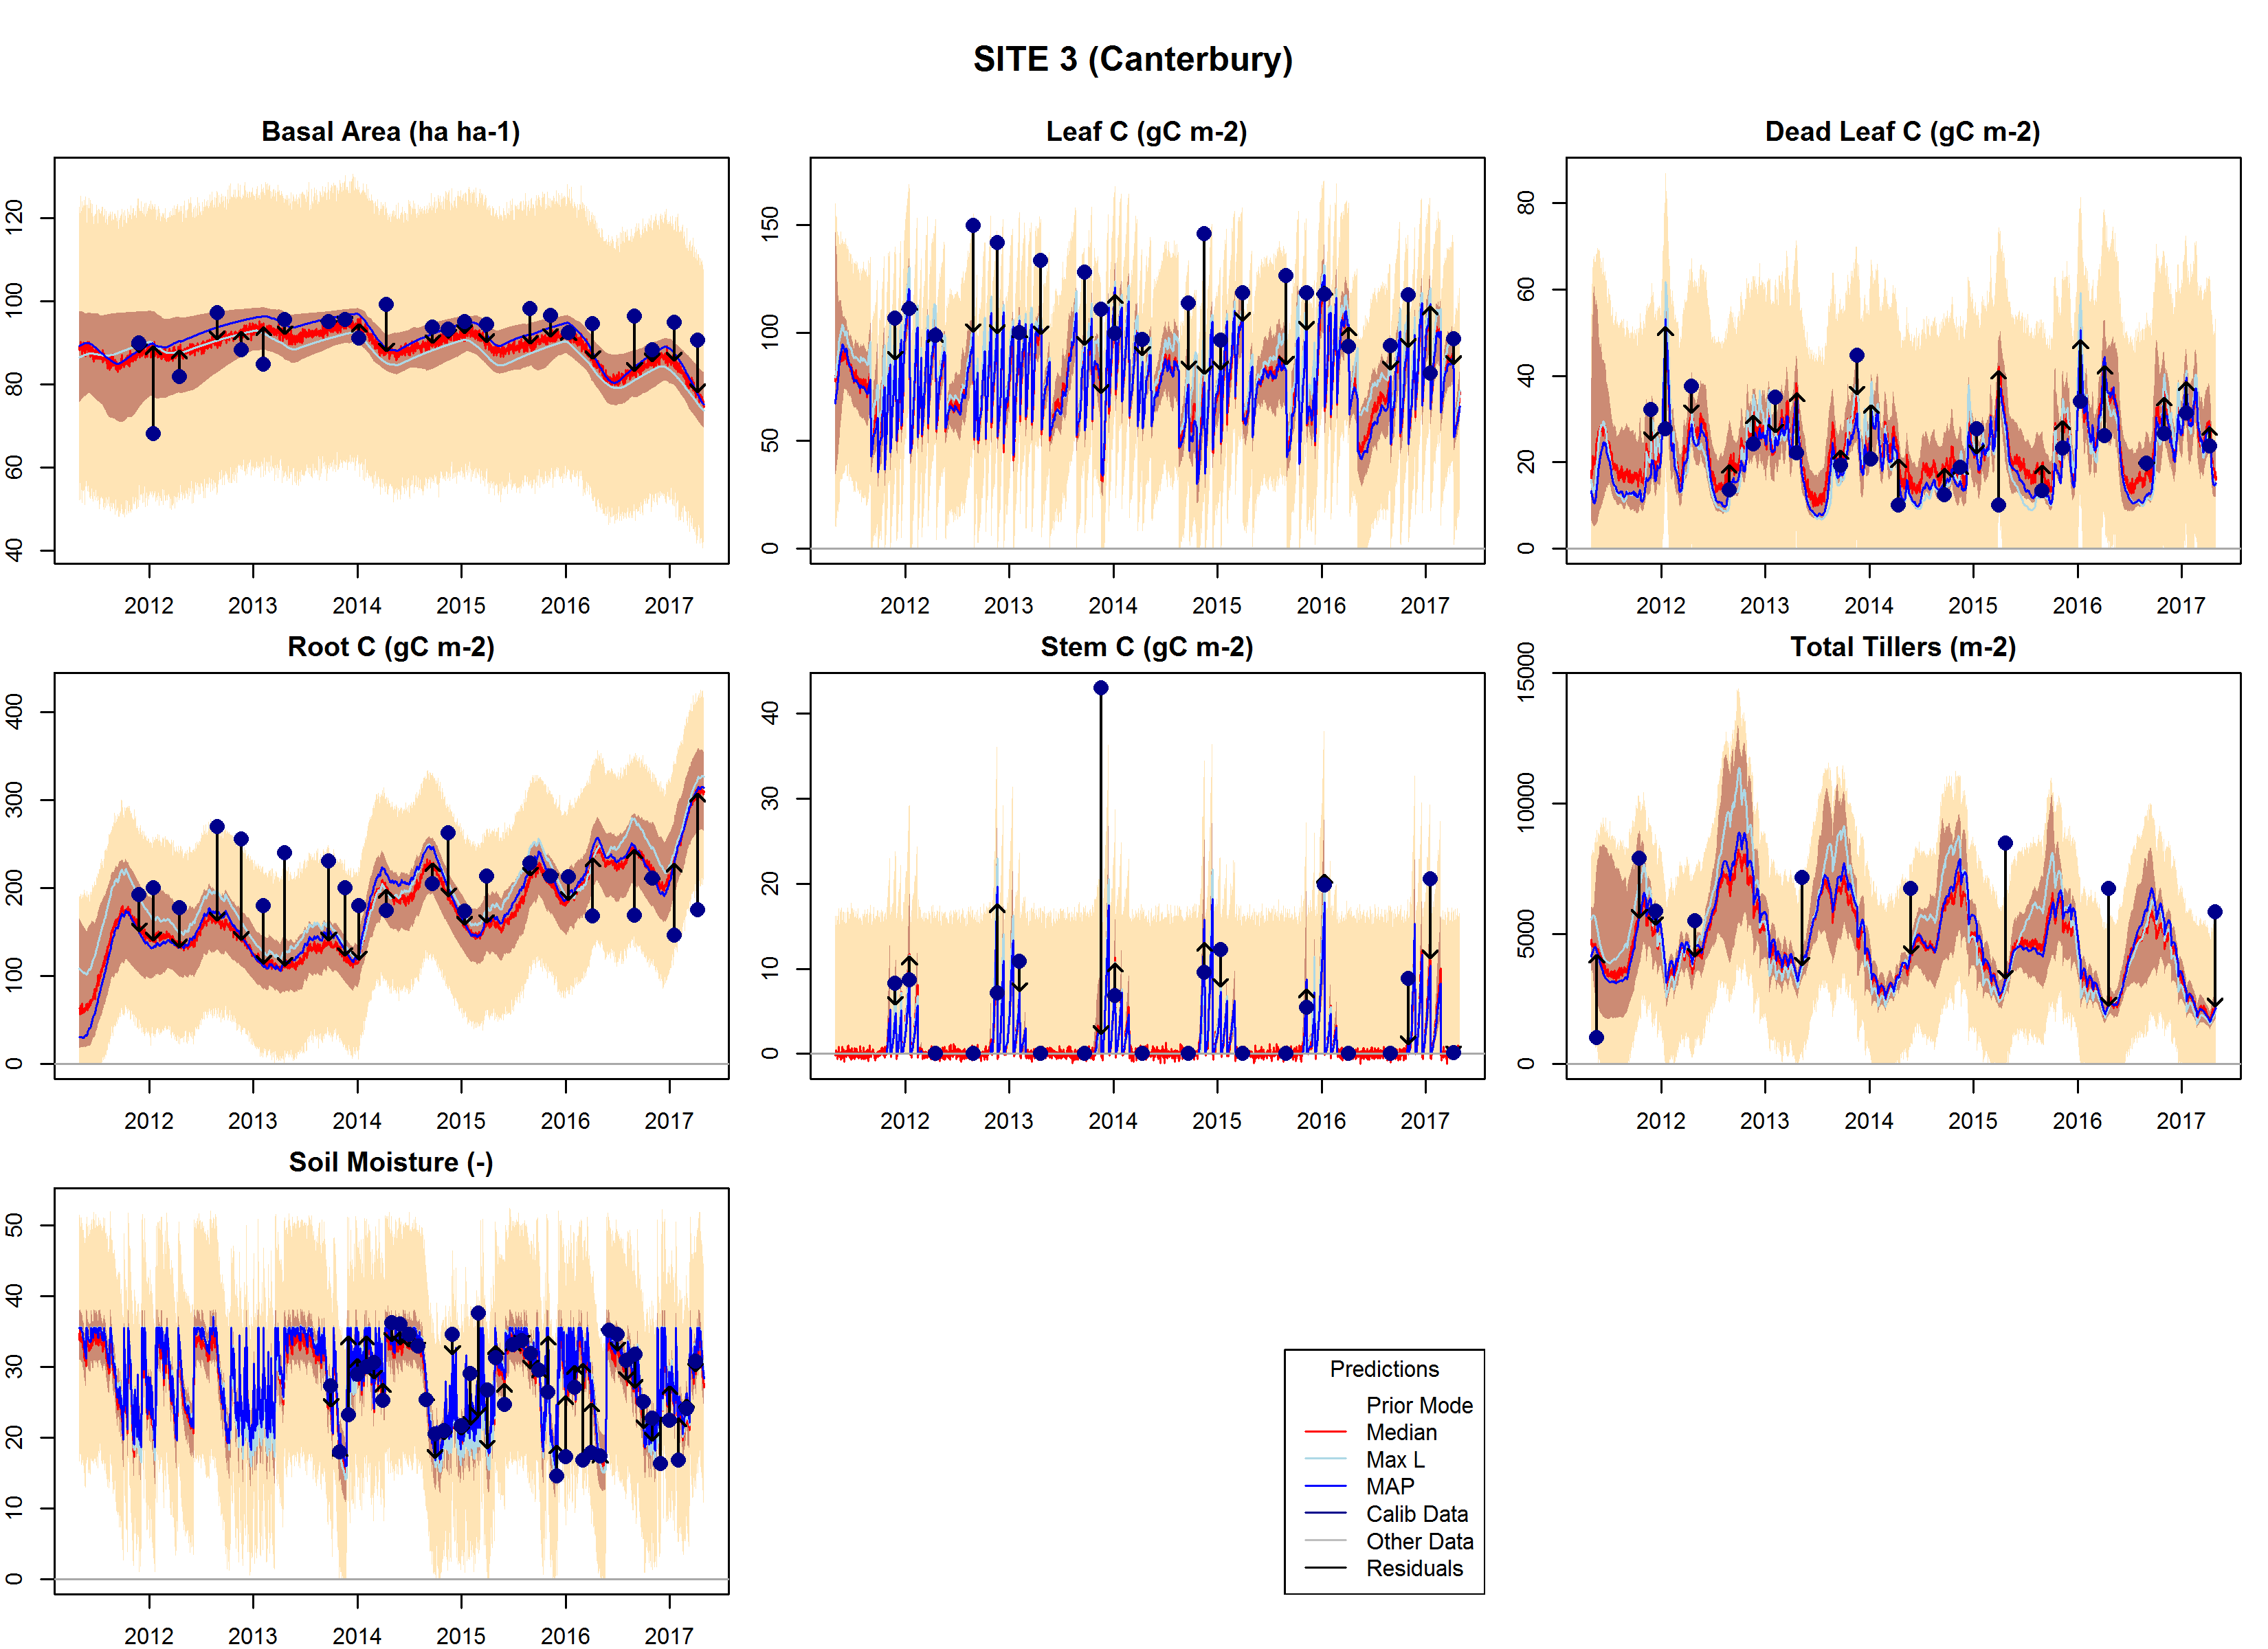 SITE 3 (Canterbury)
Basal Area (ha ha-1)
120
100
80
60
40
2012 2013 2014 2015 2016 2017
Leaf C (gC m-2)
150
100
50
0
2012 2013 2014 2015 2016 2017
Dead Leaf C (gC m-2)
80
60
40
20
0
2012 2013 2014 2015 2016 2017
Root C (gC m-2)
400
300
200
100
0
2012 2013 2014 2015 2016 2017
Stem C (gC m-2)
40
30
20
10
0
2012 2013 2014 2015 2016 2017
Total Tillers (m-2)
15000
10000
5000
0
2012 2013 2014 2015 2016 2017
Soil Moisture (-)
50
40
30
20
10
0
2012 2013 2014 2015 2016 2017
Predictions
Prior Mode
Median
Max L
MAP
Calib Data
Other Data
Residuals